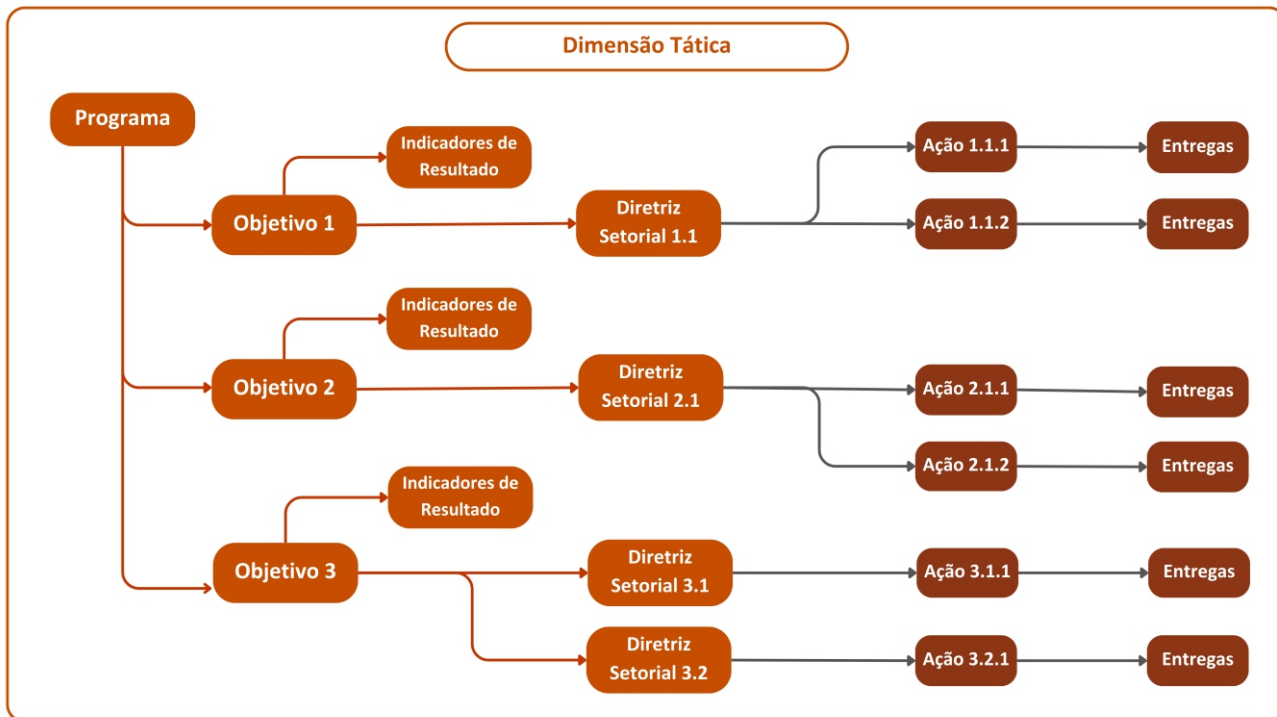 Dimensão Tática
Programa
Indicadores de
Resultado
Objetivo 1
Diretriz
Setorial 1.1
Ação 1.1.1
Entregas
Ação 1.1.2
Entregas
Indicadores de
Resultado
Objetivo 2
Diretriz
Setorial 2.1
Ação 2.1.1
Entregas
Ação 2.1.2
Entregas
Indicadores de
Resultado
Objetivo 3
Diretriz
Setorial 3.1
Ação 3.1.1
Entregas
Diretriz
Setorial 3.2
Ação 3.2.1
Entregas